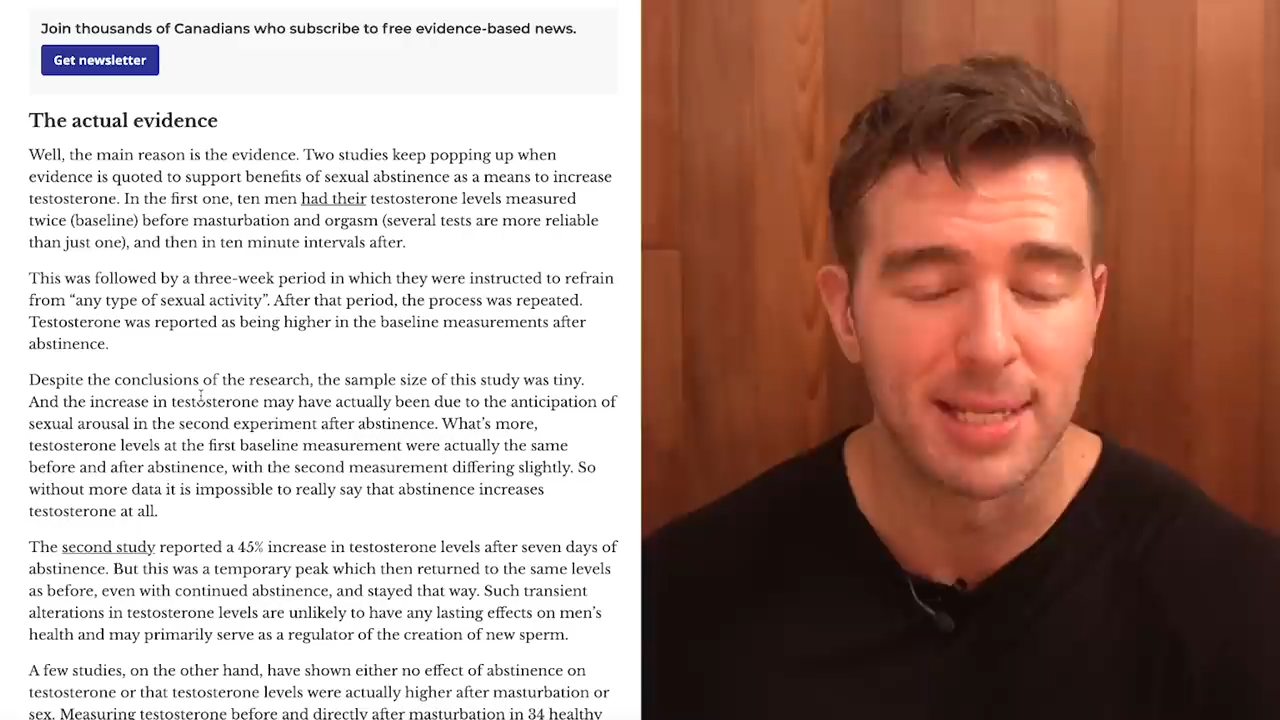 Join thousands of Canadians who subscribe to free evidence-based news.
Get newsletter
The actual evidence
Well, the main reason is the evidence. Two studies keep popping up when
evidence is quoted to support benefits of sexual abstinence as a means to increase
testosterone. In the first one, ten men had their testosterone levels measured
twice (baseline) before masturbation and orgasm (several tests are more reliable
than just one), and then in ten minute intervals after.
This was followed by a three-week period in which they were instructed to refrain
from “any type of sexual activity”. After that period, the process was repeated.
Testosterone was reported as being higher in the baseline measurements after
abstinence.
Despite the conclusions of the research, the sample size of this study was tiny.
And the increase in testosterone may have actually been due to the anticipation of
sexual arousal in the second experiment after abstinence. What’s more,
testosterone levels at the first baseline measurement were actually the same
before and after abstinence, with the second measurement differing slightly. So
without more data it is impossible to really say that abstinence increases
testosterone at all.
The second study reported a 45% increase in testosterone levels after seven days of
abstinence. But this was a temporary peak which then returned to the same levels
as before, even with continued abstinence, and stayed that way. Such transient
alterations in testosterone levels are unlikely to have any lasting effects on men’s
health and may primarily serve as a regulator of the creation of new sperm.
A few studies, on the other hand, have shown either no effect of abstinence on
testosterone or that testosterone levels were actually higher after masturbation or
sex. Measuring testosterone before and directly after masturbation in 34 healthy